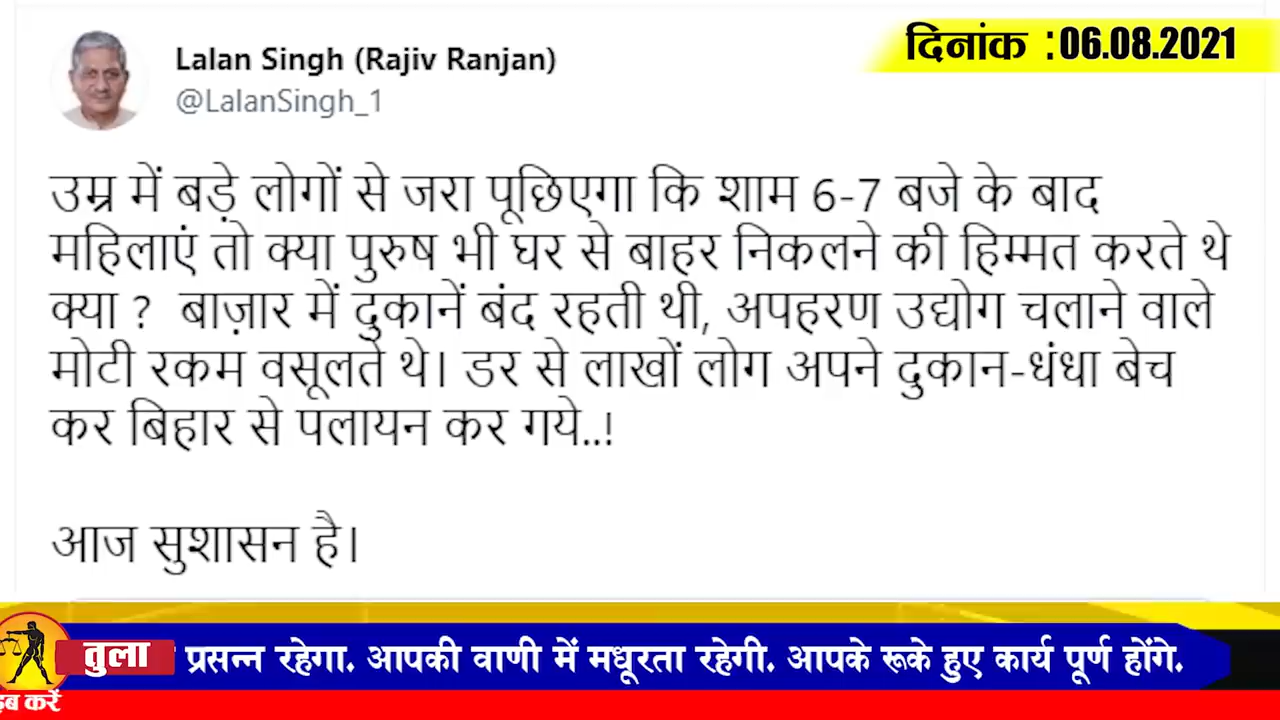 Lalan Singh (Rajiv Ranjan)
@LalanSingh_1
दिनांक :06.08.2021
उम्र में बड़े लोगों से जरा पूछिएगा कि शाम 6-7 बजे के बाद
महिलाएं तो क्या पुरुष भी घर से बाहर निकलने की हिम्मत करते थे
क्या ? बाज़ार में दुकानें बंद रहती थी, अपहरण उद्योग चलाने वाले
मोटी रकम वसूलते थे। डर से लाखों लोग अपने दुकान-धंधा बेच
कर बिहार से पलायन कर गये..!
आज सुशासन है।
तुला
प्रसन्न रहेगा. आपकी वाणी में मधूरता रहेगी. आपके रूके हुए कार्य पूर्ण होंगे.
करें